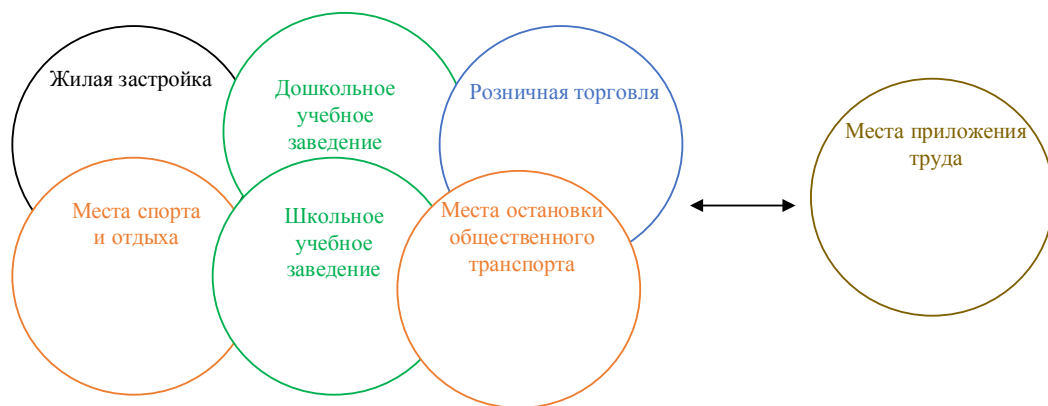 Жилая застройка
Дошкольное
учебное
заведение
Розничная торговля
Места приложения
труда
Места спорта
и отдыха
Школьное
учебное
заведение
Места остановки
общественного
транспорта